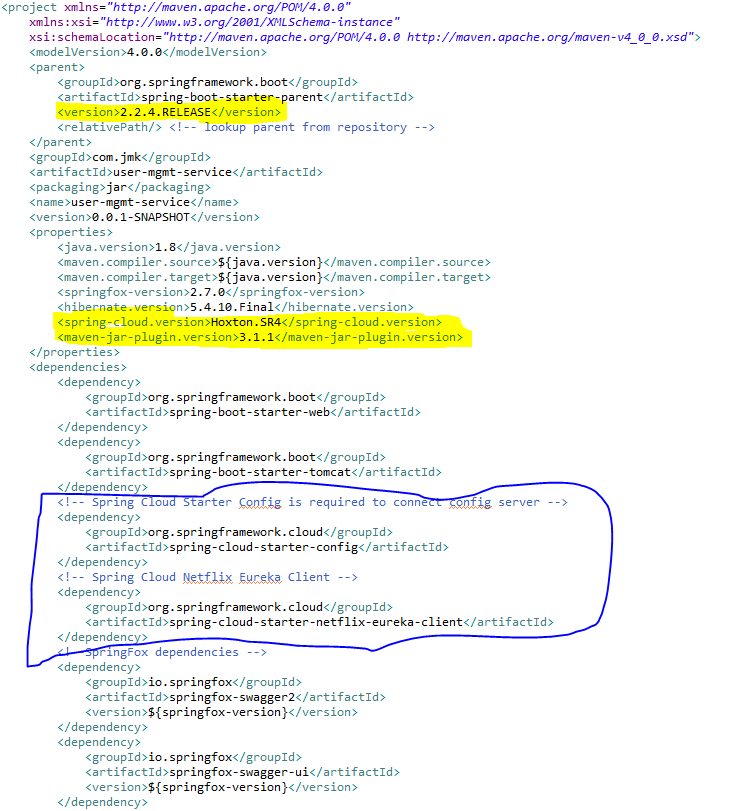 <project xmlns="http://maven.apache.org/POM/4.0.0"
xmlns:xsi="http://www.w3.org/2001/XMLSchema-instance"
xsi:schemaLocation="http://maven.apache.org/POM/4.0.0 http://maven.apache.org/maven-v4_0_0.xsd">
<modelVersion>4.0.0</modelVersion>
<parent>
<groupId>org.springframework.boot</groupId>
<artifactId>spring-boot-starter-parent</artifactId>
<version>2.2.4.RELEASE</version>
<relativePath/> <!-- lookup parent from repository -->
</parent>
<groupId>com.jmk</groupId>
<artifactId>user-mgmt-service</artifactId>
<packaging>jar</packaging>
<name>user-mgmt-service</name>
<version>0.0.1-SNAPSHOT</version>
<properties>
<java.version>1.8</java.version>
<maven.compiler.source>${java.version}</maven.compiler.source>
<maven.compiler.target>${java.version}</maven.compiler.target>
<springfox-version>2.7.0</springfox-version>
<hibernate.version>5.4.10.Final</hibernate.version>
<spring-cloud.version>Hoxton.SR4</spring-cloud.version>
<maven-jar-plugin.version>3.1.1</maven-jar-plugin.version>
</properties>
<dependencies>
<dependency>
<groupId>org.springframework.boot</groupId>
<artifactId>spring-boot-starter-web</artifactId>
</dependency>
<dependency>
<groupId>org.springframework.boot</groupId>
<artifactId>spring-boot-starter-tomcat</artifactId>
</dependency>
<!-- Spring Cloud Starter Config is required to connect config server -->
<dependency>
<groupId>org.springframework.cloud</groupId>
<artifactId>spring-cloud-starter-config</artifactId>
</dependency>
<!-- Spring Cloud Netflix Eureka Client -->
<dependency>
<groupId>org.springframework.cloud</groupId>
<artifactId>spring-cloud-starter-netflix-eureka-client</artifactId>
</dependency>
<!-- SpringFox dependencies -->
<dependency>
<groupId>io.springfox</groupId>
<artifactId>springfox-swagger2</artifactId>
<version>${springfox-version}</version>
</dependency>
<dependency>
<groupId>io.springfox</groupId>
<artifactId>springfox-swagger-ui</artifactId>
<version>${springfox-version}</version>
</dependency>